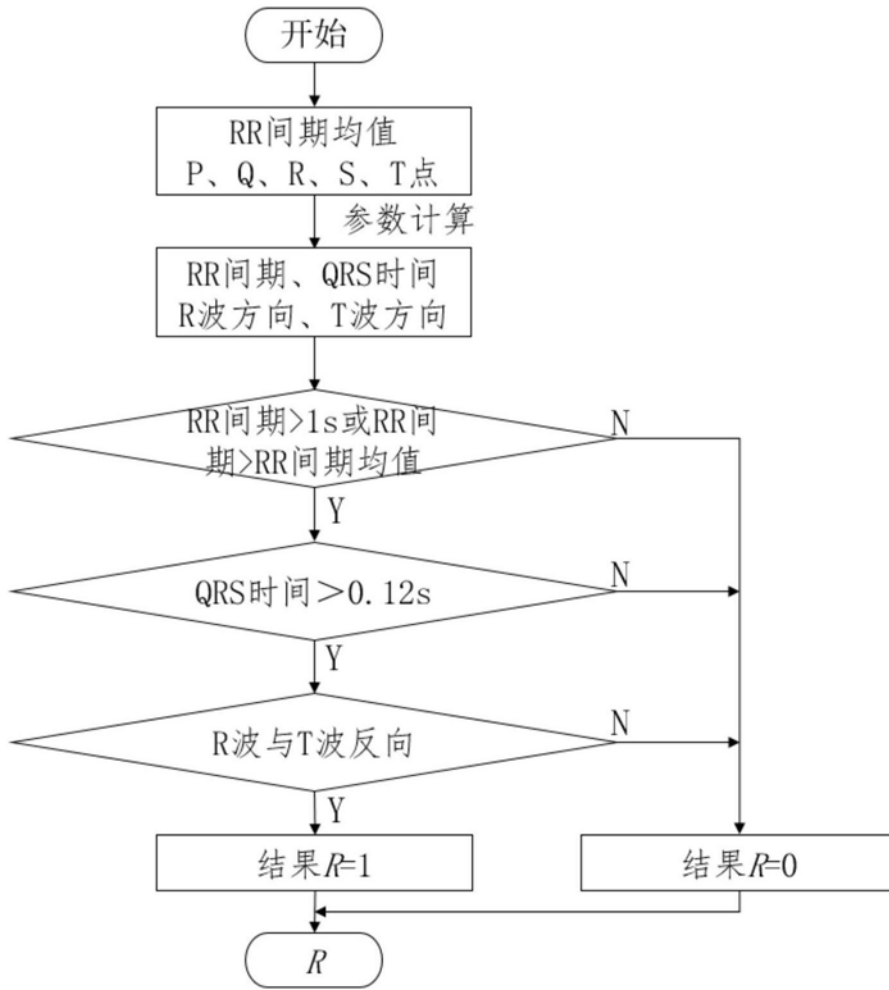 开始
RR间期均值
P、Q、R、S、T点
参数计算
RR间期、QRS时间
R波方向、T波方向
RR间期>1s或RR间
期>RR间期均值
N
Y
QRS时间＞0.12s
N
Y
R波与T波反向
N
Y
结果R=1
结果R=0
R